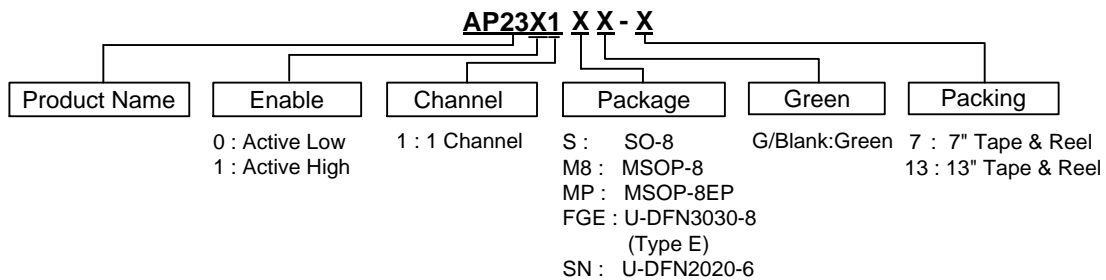 AP23X1 X X - X
Product Name Enable Channel Package Green Packing
0 : Active Low
1 : Active High
1 : 1 Channel
S : SO-8
M8 : MSOP-8
MP : MSOP-8EP
FGE : U-DFN3030-8
(Type E)
SN : U-DFN2020-6
G/Blank:Green
7 : 7" Tape & Reel
13 : 13" Tape & Reel